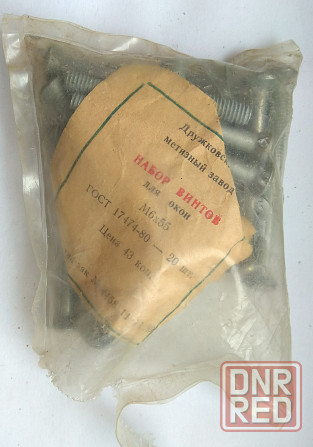 Дружковский
метизный завод
НАБОР ВИНТОВ
для окон
М6х55
ГОСТ 17474-80 — 20 шт.
Цена 43 коп.
DNR
RED